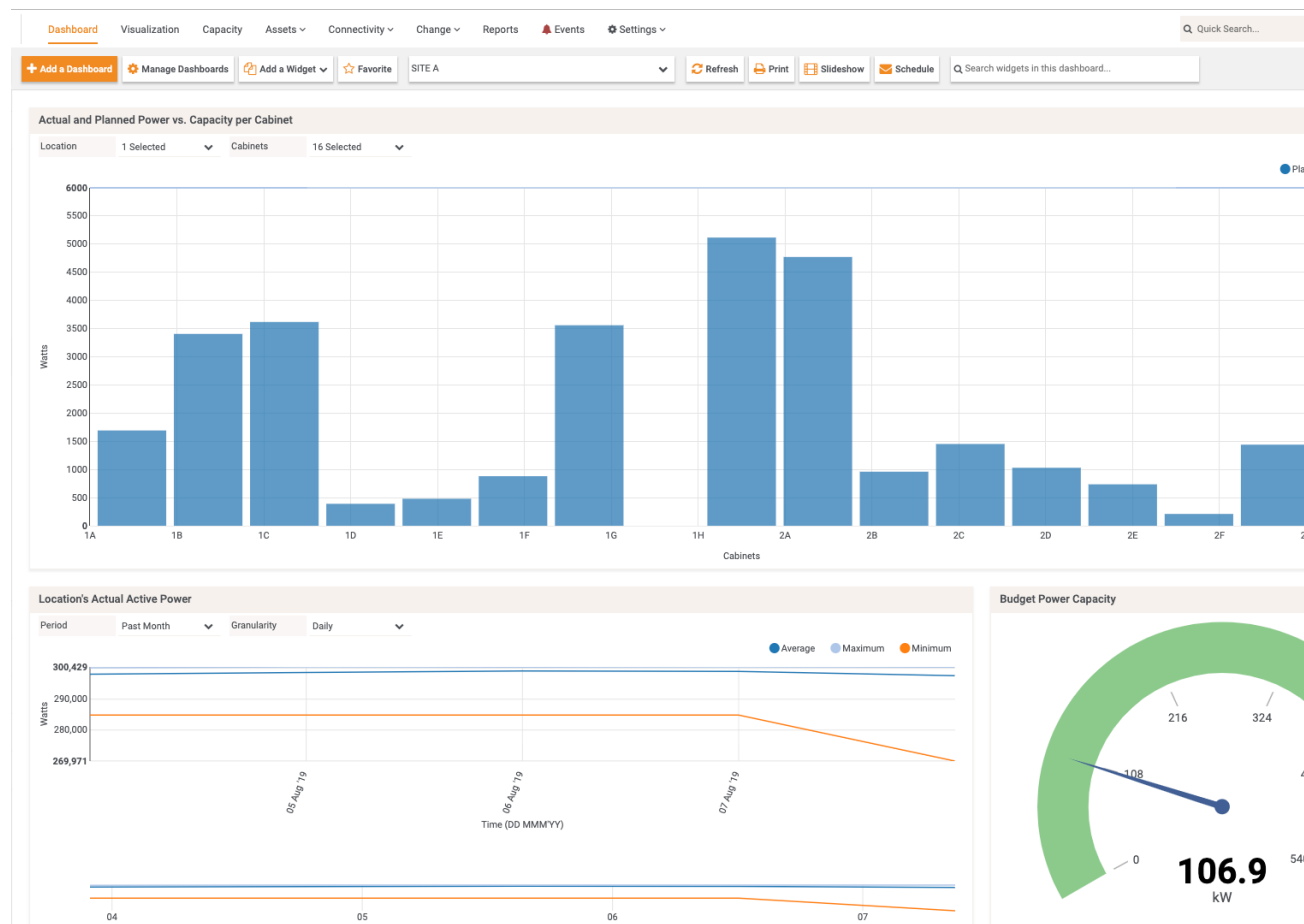 Dashboard Visualization Capacity Assets Connectivity Change Reports Events Settings Quick Search...
Add a Dashboard Manage Dashboards Add a Widget Favorite SITE A Refresh Print Slideshow Schedule Search widgets in this dashboard...
Actual and Planned Power vs. Capacity per Cabinet
Location 1 Selected Cabinets 16 Selected
Pla
6000
5500
5000
4500
4000
3500
3000
2500
2000
1500
1000
500
0
Watts
1A 1B 1C 1D 1E 1F 1G 1H 2A 2B 2C 2D 2E 2F 2
Cabinets
Location's Actual Active Power
Period Past Month Granularity Daily
Average Maximum Minimum
300,429
290,000
280,000
269,971
Watts
05 Aug '19 06 Aug '19 07 Aug '19
Time (DD MMM'YY)
04 05 06 07
Budget Power Capacity
216 324
108 4
0 540
106.9
kW